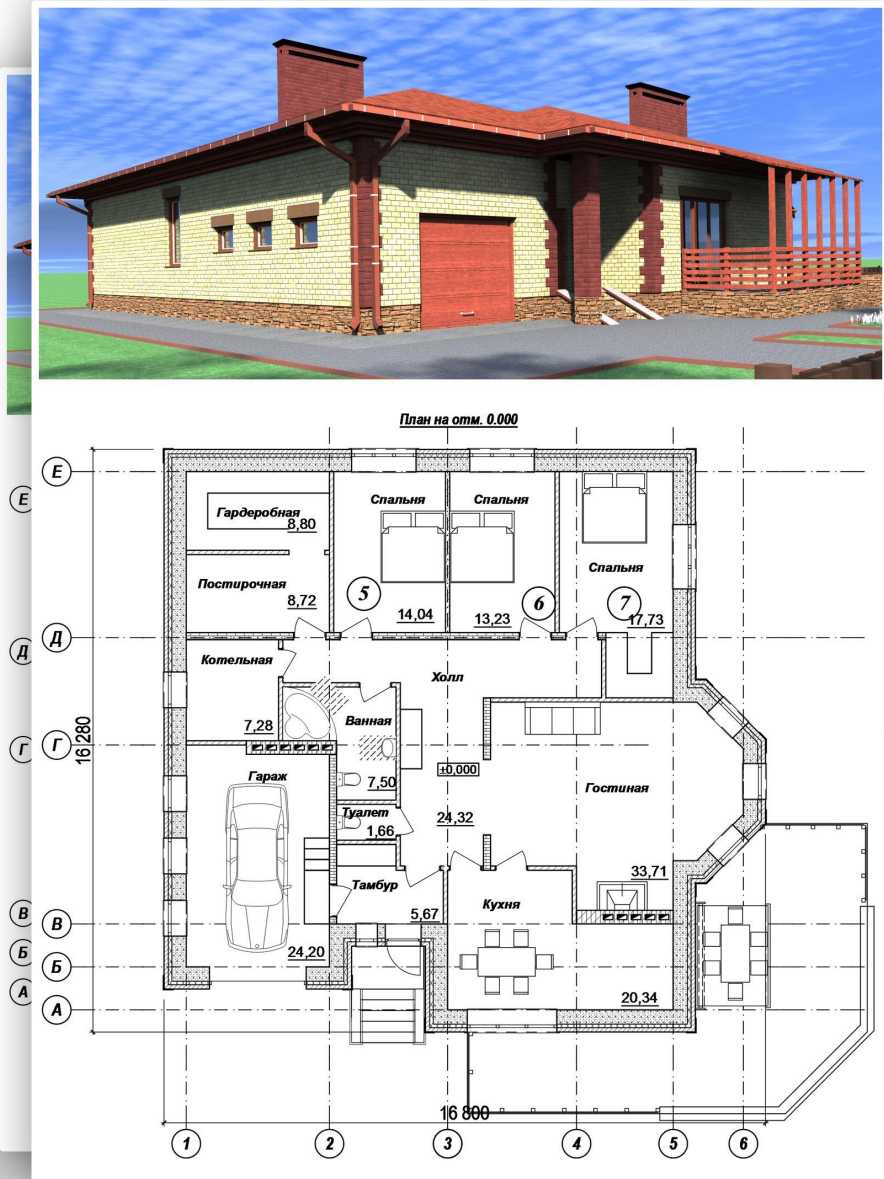 План на отм. 0.000
Е
Е
Гардеробная
8,80
Спальня
Спальня
Спальня
Постирочная
8,72
5
14,04
6
13,23
7
17,73
Д
Д
Котельная
7,28
Холл
Ванная
7,50
Г
Г
16 280
Гараж
±0,000
Гостиная
Туалет
1,66
24,32
33,71
Тамбур
5,67
Кухня
В
В
24,20
Б
Б
20,34
А
А
16 800
1
2
3
4
5
6